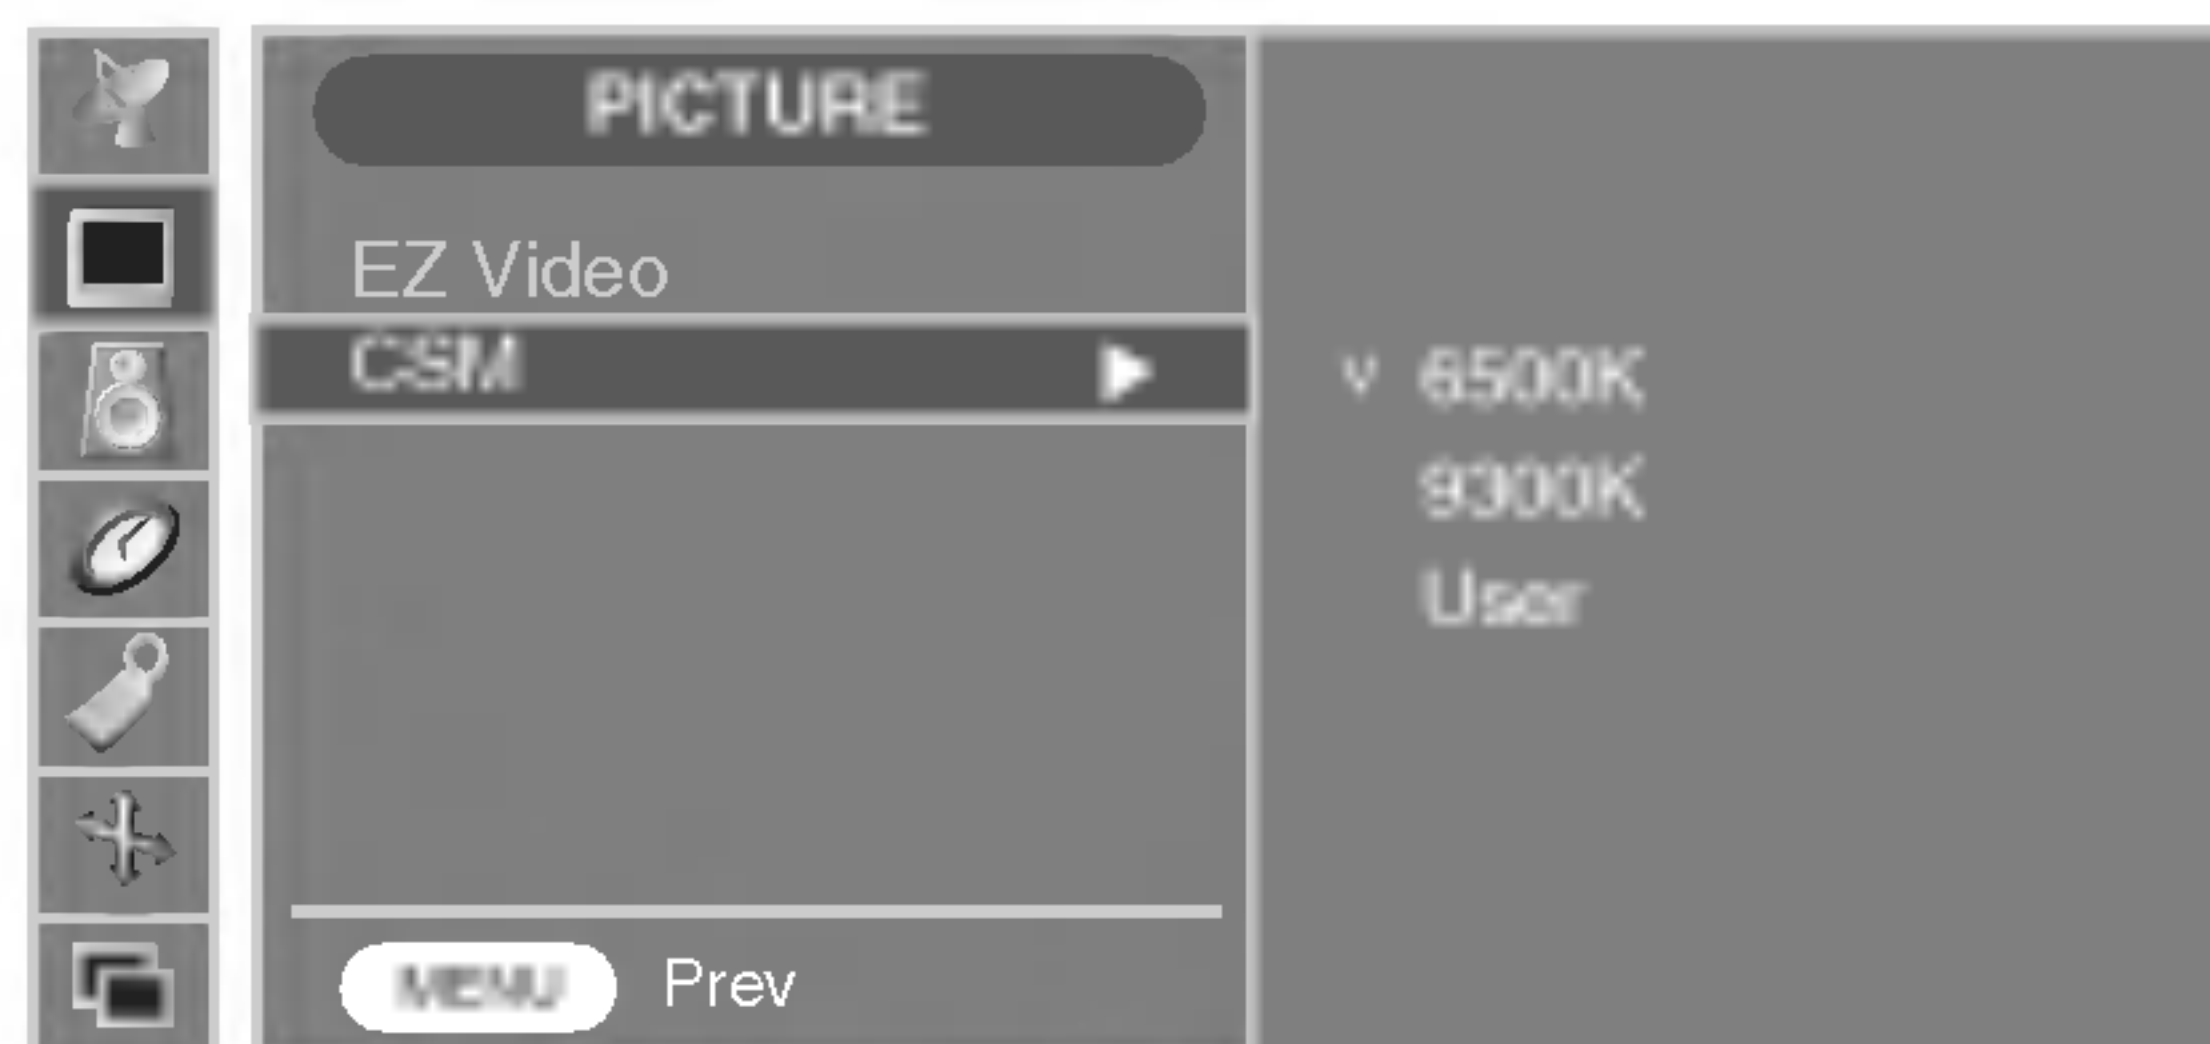 PICTURE
EZ Video
CSM ▶
v 6500K
9300K
User
MENU Prev